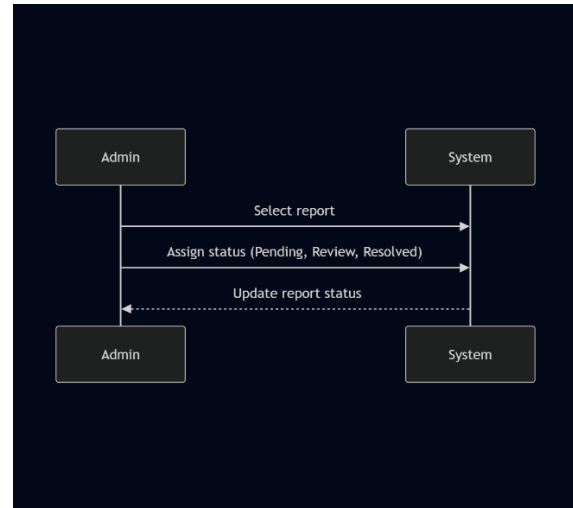 Admin
System
Select report
Assign status (Pending, Review, Resolved)
Update report status
Admin
System